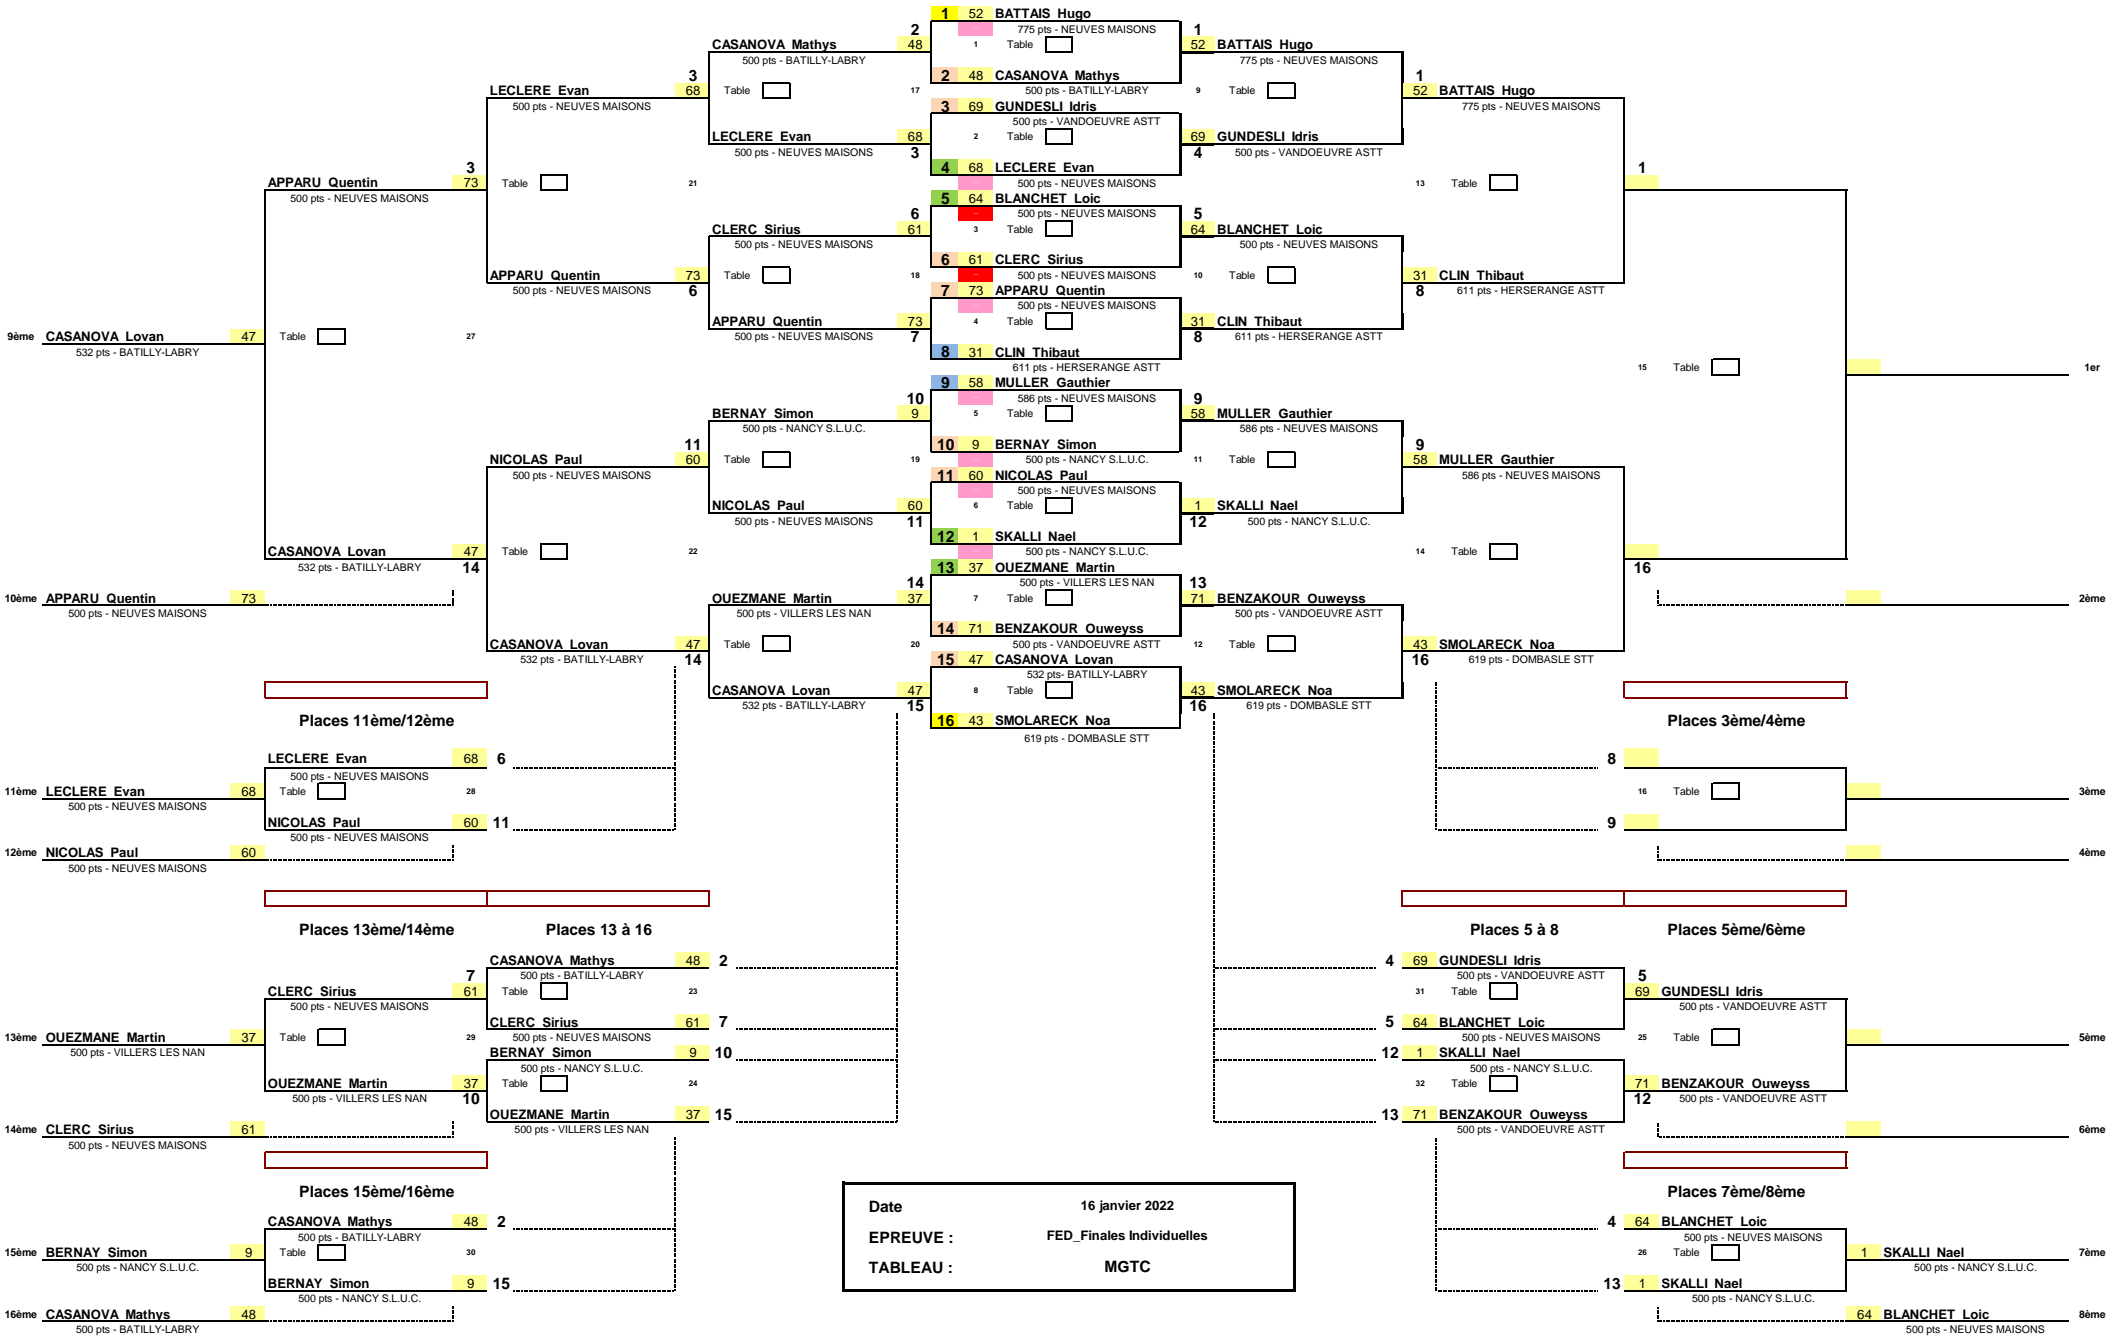 1 52 BATTAIS Hugo
2 775 pts - NEUVES MAISONS 1
CASANOVA Mathys 48 1 Table 52 BATTAIS Hugo
500 pts - BATILLY-LABRY 775 pts - NEUVES MAISONS
3 2 48 CASANOVA Mathys 1
LECLERE Evan 68 Table 17 500 pts - BATILLY-LABRY 9 Table 52 BATTAIS Hugo
500 pts - NEUVES MAISONS 3 69 GUNDESLI Idris 775 pts - NEUVES MAISONS
500 pts - VANDOEUVRE ASTT
LECLERE Evan 68 2 Table 69 GUNDESLI Idris
500 pts - NEUVES MAISONS 3 4 500 pts - VANDOEUVRE ASTT
3 4 68 LECLERE Evan 1
APPARU Quentin 73 Table 21 500 pts - NEUVES MAISONS 13 Table
500 pts - NEUVES MAISONS 5 64 BLANCHET Loic
6 500 pts - NEUVES MAISONS 5
CLERC Sirius 61 3 Table 64 BLANCHET Loic
500 pts - NEUVES MAISONS 500 pts - NEUVES MAISONS
6 61 CLERC Sirius
APPARU Quentin 73 Table 18 500 pts - NEUVES MAISONS 10 Table 31 CLIN Thibaut
500 pts - NEUVES MAISONS 6 7 73 APPARU Quentin 8 611 pts - HERSERANGE ASTT
500 pts - NEUVES MAISONS
APPARU Quentin 73 4 Table 31 CLIN Thibaut
9ème CASANOVA Lovan 47 Table 27 500 pts - NEUVES MAISONS 7 8 611 pts - HERSERANGE ASTT
532 pts - BATILLY-LABRY 8 31 CLIN Thibaut
611 pts - HERSERANGE ASTT 15 Table 1er
9 58 MULLER Gauthier
10 586 pts - NEUVES MAISONS 9
BERNAY Simon 9 5 Table 58 MULLER Gauthier
500 pts - NANCY S.L.U.C. 586 pts - NEUVES MAISONS
11 10 9 BERNAY Simon 9
NICOLAS Paul 60 Table 19 500 pts - NANCY S.L.U.C. 11 Table 58 MULLER Gauthier
500 pts - NEUVES MAISONS 11 60 NICOLAS Paul 586 pts - NEUVES MAISONS
500 pts - NEUVES MAISONS
NICOLAS Paul 60 6 Table 1 SKALLI Nael
500 pts - NEUVES MAISONS 11 12 500 pts - NANCY S.L.U.C.
12 1 SKALLI Nael
CASANOVA Lovan 47 Table 22 500 pts - NANCY S.L.U.C. 14 Table
532 pts - BATILLY-LABRY 14 13 37 OUEZMANE Martin 16
14 500 pts - VILLERS LES NAN 13
10ème APPARU Quentin 73 OUEZMANE Martin 37 7 Table 71 BENZAKOUR Ouweyss 2ème
500 pts - NEUVES MAISONS 500 pts - VILLERS LES NAN 500 pts - VANDOEUVRE ASTT
14 71 BENZAKOUR Ouweyss
CASANOVA Lovan 47 Table 20 500 pts - VANDOEUVRE ASTT 12 Table 43 SMOLARECK Noa
532 pts - BATILLY-LABRY 14 15 47 CASANOVA Lovan 16 619 pts - DOMBASLE STT
532 pts- BATILLY-LABRY
CASANOVA Lovan 47 8 Table 43 SMOLARECK Noa
532 pts - BATILLY-LABRY 15 16 619 pts - DOMBASLE STT
Places 11ème/12ème 16 43 SMOLARECK Noa Places 3ème/4ème
619 pts - DOMBASLE STT
LECLERE Evan 68 6 8
500 pts - NEUVES MAISONS
11ème LECLERE Evan 68 Table 28 16 Table 3ème
500 pts - NEUVES MAISONS
NICOLAS Paul 60 11 9
500 pts - NEUVES MAISONS
12ème NICOLAS Paul 60 4ème
500 pts - NEUVES MAISONS
Places 13ème/14ème Places 13 à 16 Places 5 à 8 Places 5ème/6ème
CASANOVA Mathys 48 2 4 69 GUNDESLI Idris
7 500 pts - BATILLY-LABRY 500 pts - VANDOEUVRE ASTT 5
CLERC Sirius 61 Table 23 31 Table 69 GUNDESLI Idris
500 pts - NEUVES MAISONS 500 pts - VANDOEUVRE ASTT
CLERC Sirius 61 7 5 64 BLANCHET Loic
13ème OUEZMANE Martin 37 Table 29 500 pts - NEUVES MAISONS 500 pts - NEUVES MAISONS 25 Table 5ème
500 pts - VILLERS LES NAN BERNAY Simon 9 10 12 1 SKALLI Nael
500 pts - NANCY S.L.U.C. 500 pts - NANCY S.L.U.C.
OUEZMANE Martin 37 Table 24 32 Table 71 BENZAKOUR Ouweyss
500 pts - VILLERS LES NAN 10 12 500 pts - VANDOEUVRE ASTT
OUEZMANE Martin 37 15 13 71 BENZAKOUR Ouweyss
14ème CLERC Sirius 61 500 pts - VILLERS LES NAN 500 pts - VANDOEUVRE ASTT 6ème
500 pts - NEUVES MAISONS
Places 15ème/16ème Places 7ème/8ème
Date 16 janvier 2022
CASANOVA Mathys 48 2 4 64 BLANCHET Loic
500 pts - BATILLY-LABRY EPREUVE : FED_Finales Individuelles 500 pts - NEUVES MAISONS
15ème BERNAY Simon 9 Table 30 26 Table 1 SKALLI Nael 7ème
500 pts - NANCY S.L.U.C. TABLEAU : MGTC 500 pts - NANCY S.L.U.C.
BERNAY Simon 9 15 13 1 SKALLI Nael
500 pts - NANCY S.L.U.C. 500 pts - NANCY S.L.U.C.
16ème CASANOVA Mathys 48 64 BLANCHET Loic 8ème
500 pts - BATILLY-LABRY 500 pts - NEUVES MAISONS